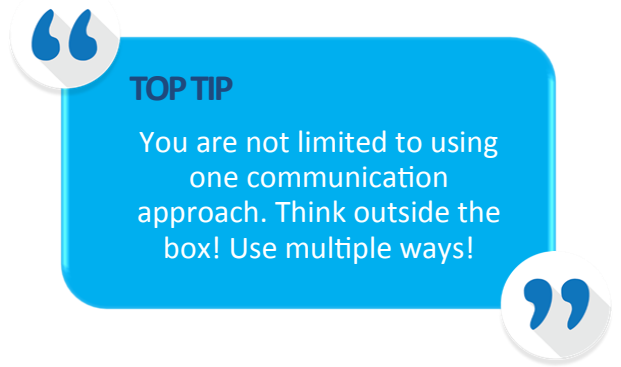 TOP TIP
You are not limited to using
one communication
approach. Think outside the
box! Use multiple ways!